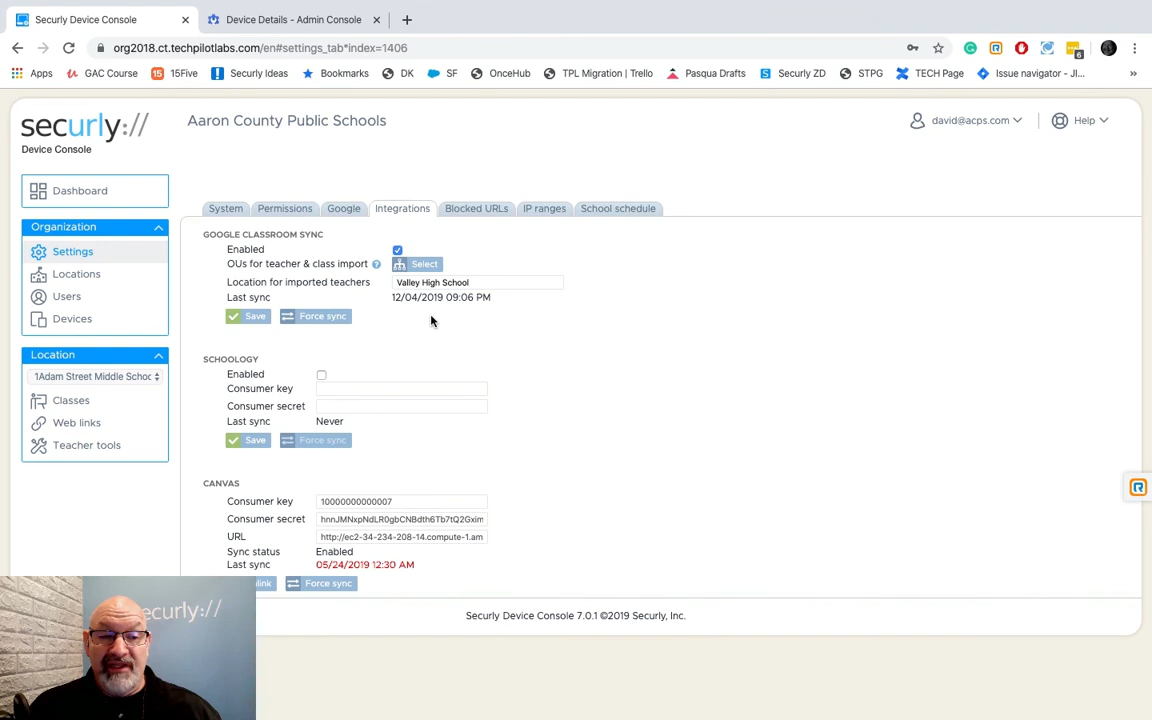 Securly Device Console
Device Details - Admin Console
org2018.ct.techpilotlabs.com/en#settings_tab*index=1406
6
Apps
GAC Course
15 15Five
Securly Ideas
Bookmarks
DK
SF
OnceHub
TPL Migration | Trello
Pasqua Drafts
S Securly ZD
STPG
TECH Page
Issue navigator - JI...
»
securly://
Device Console
Aaron County Public Schools
david@acps.com
Help
Dashboard
Organization
Settings
Locations
Users
Devices
Location
1Adam Street Middle School
Classes
Web links
Teacher tools
System
Permissions
Google
Integrations
Blocked URLs
IP ranges
School schedule
GOOGLE CLASSROOM SYNC
Enabled
OUs for teacher & class import ? Select
Location for imported teachers Valley High School
Last sync 12/04/2019 09:06 PM
Save Force sync
SCHOOLOGY
Enabled
Consumer key
Consumer secret
Last sync Never
Save Force sync
CANVAS
Consumer key 10000000000007
Consumer secret hnnJMNxpNdLR0gbCNBdth6Tb7tQ2Gxim
URL http://ec2-34-234-208-14.compute-1.am
Sync status Enabled
Last sync 05/24/2019 12:30 AM
link Force sync
Securly Device Console 7.0.1 ©2019 Securly, Inc.
securly://